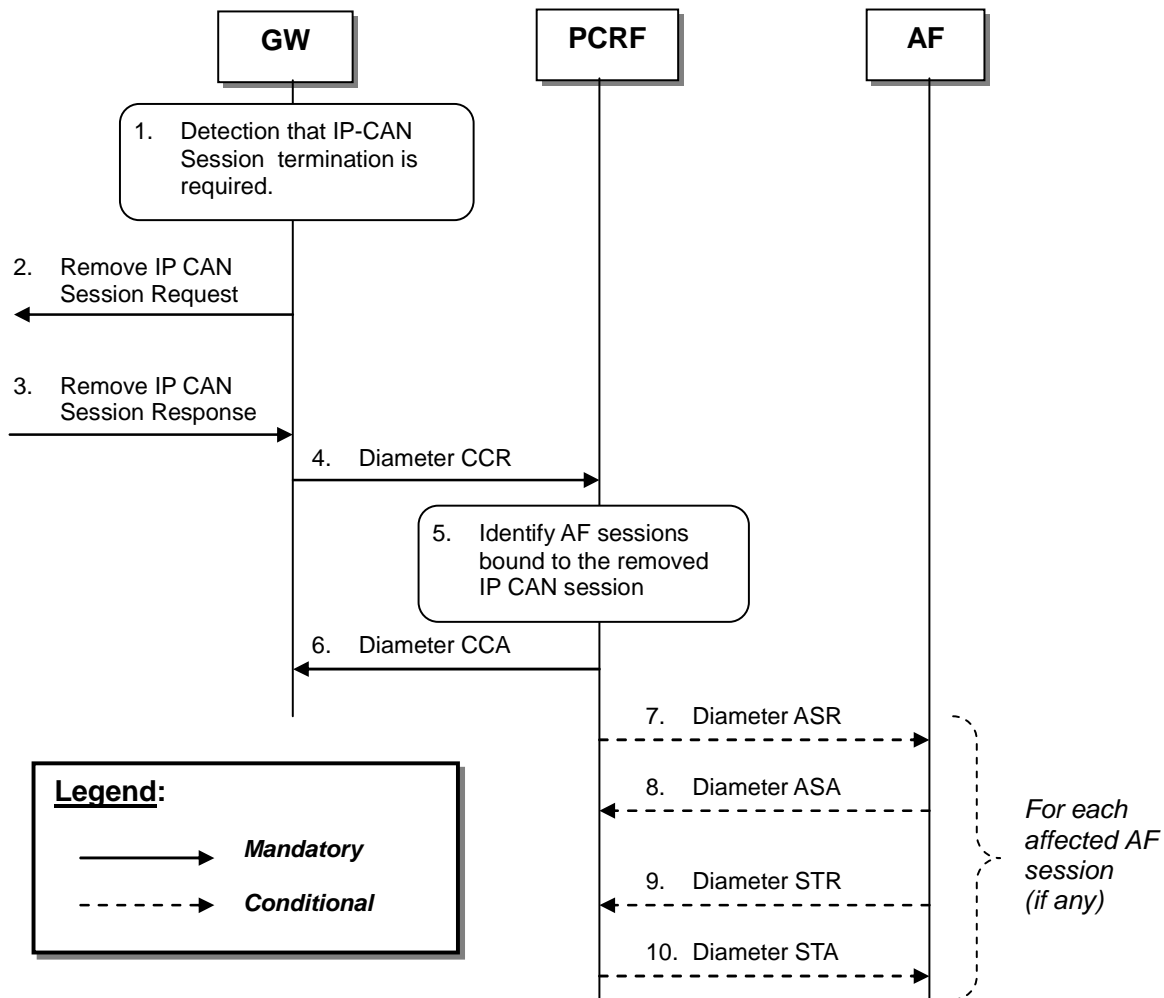 GW
PCRF
AF
1. Detection that IP-CAN
Session termination is
required.
2. Remove IP CAN
Session Request
3. Remove IP CAN
Session Response
4. Diameter CCR
5. Identify AF sessions
bound to the removed
IP CAN session
6. Diameter CCA
7. Diameter ASR
8. Diameter ASA
9. Diameter STR
10. Diameter STA
For each
affected AF
session
(if any)
Legend:
Mandatory
Conditional